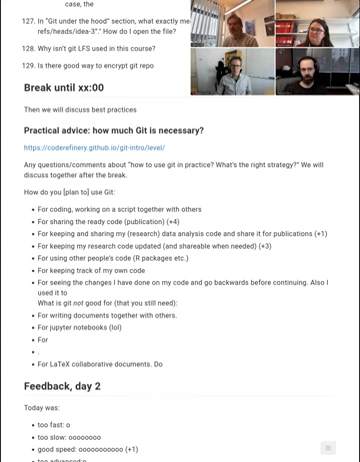 case, the
127. In "Git under the hood" section, what exactly me
refs/heads/idea-3"." How do I open the file?
128. Why isn't git LFS used in this course?
129. Is there good way to encrypt git repo
Break until xx:00
Then we will discuss best practices
Practical advice: how much Git is necessary?
https://coderefinery.github.io/git-intro/level/
Any questions/comments about "how to use git in practice? What's the right strategy?" We will
discuss together after the break.
How do you [plan to] use Git:
• For coding, working on a script together with others
• For sharing the ready code (publication) (+4)
• For keeping and sharing my (research) data analysis code and share it for publications (+1)
• For keeping my research code updated (and shareable when needed) (+3)
• For using other people's code (R packages etc.)
• For keeping track of my own code
• For seeing the changes I have done on my code and go backwards before continuing. Also I
used it to
What is git not good for (that you still need):
• For writing documents together with others.
• For jupyter notebooks (lol)
• For
• .
• For LaTeX collaborative documents. Do
Feedback, day 2
Today was:
• too fast: o
• too slow: oooooooo
• good speed: ooooooooooo (+1)
• too advanced:o